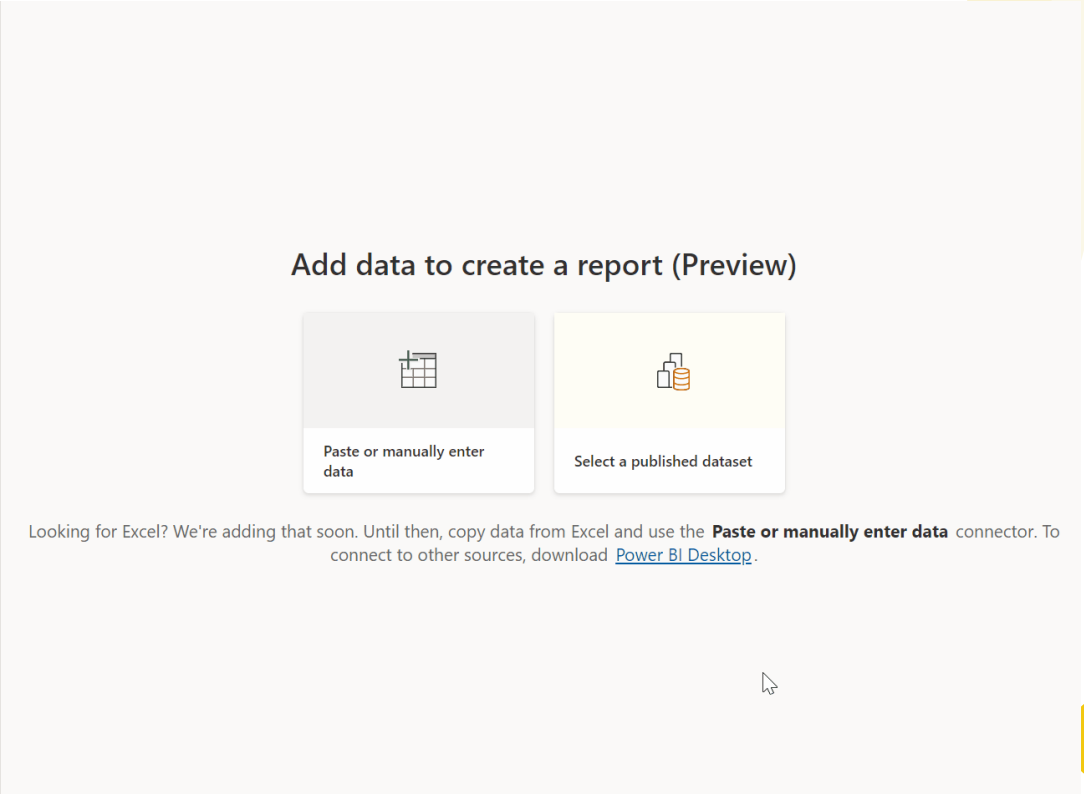 Add data to create a report (Preview)
Paste or manually enter
data
Select a published dataset
Looking for Excel? We're adding that soon. Until then, copy data from Excel and use the Paste or manually enter data connector. To
connect to other sources, download Power BI Desktop.